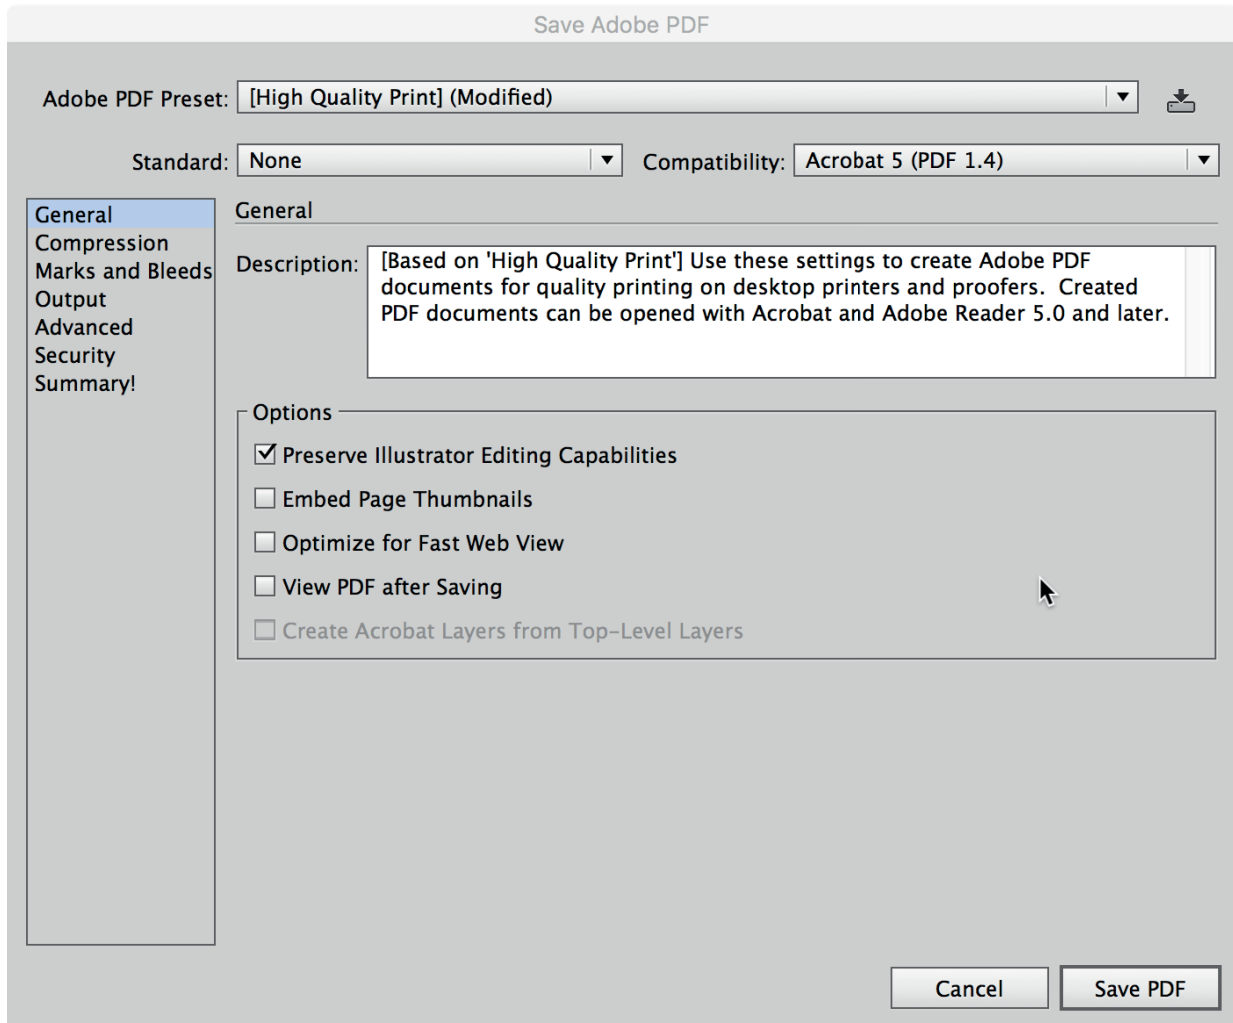 Save Adobe PDF
Adobe PDF Preset: [High Quality Print] (Modified)
Standard: None Compatibility: Acrobat 5 (PDF 1.4)
General
Compression
Marks and Bleeds
Output
Advanced
Security
Summary!
General
Description: [Based on 'High Quality Print'] Use these settings to create Adobe PDF
documents for quality printing on desktop printers and proofers.  Created
PDF documents can be opened with Acrobat and Adobe Reader 5.0 and later.
Options
Preserve Illustrator Editing Capabilities
Embed Page Thumbnails
Optimize for Fast Web View
View PDF after Saving
Create Acrobat Layers from Top-Level Layers
Cancel Save PDF